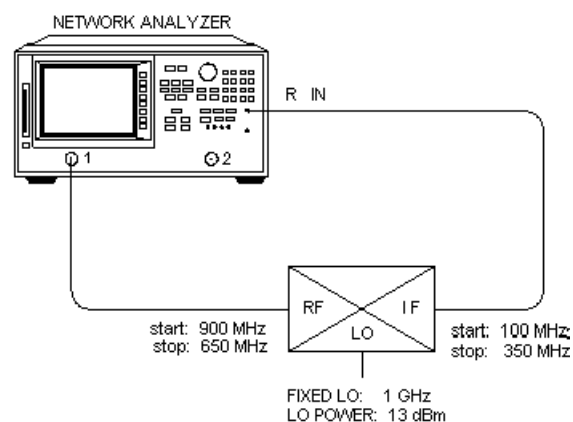 NETWORK ANALYZER
R IN
1
2
RF
IF
LO
start: 900 MHz
stop: 650 MHz
start: 100 MHz
stop: 350 MHz
FIXED LO: 1 GHz
LO POWER: 13 dBm